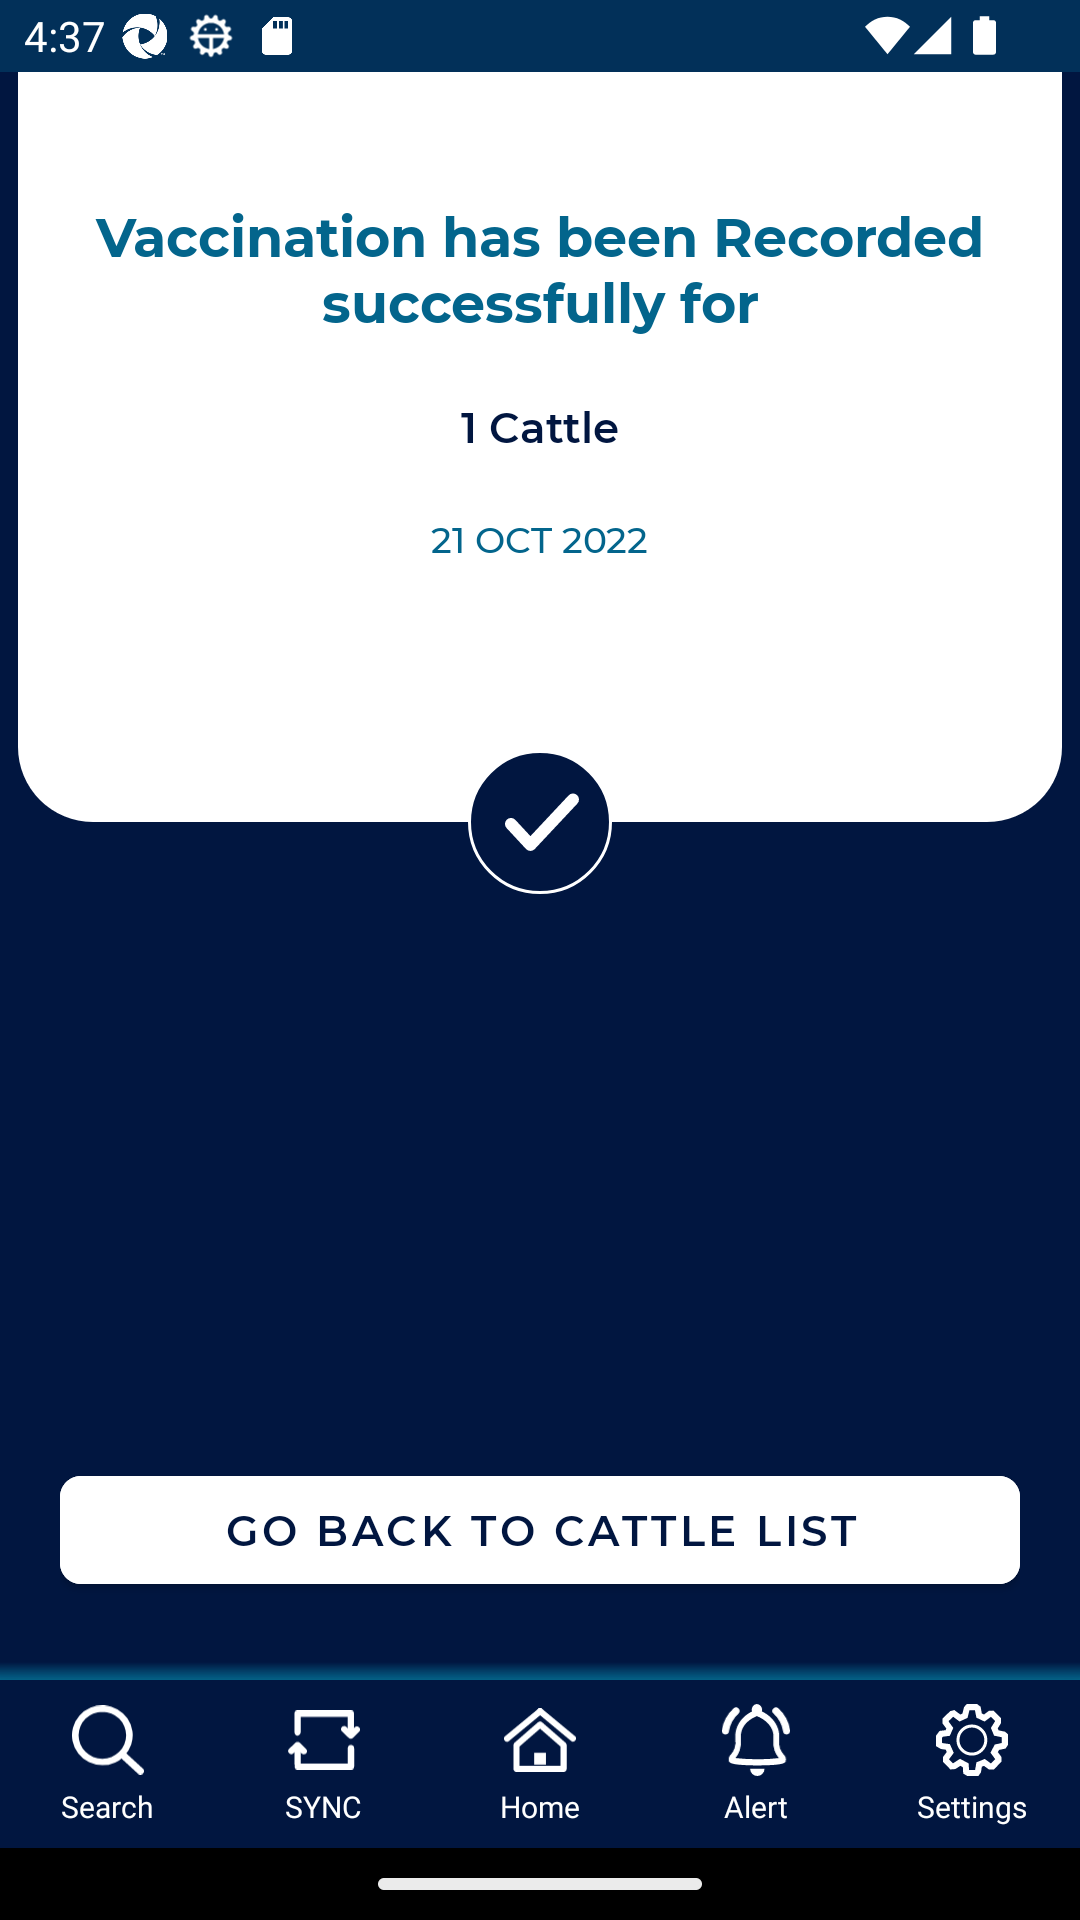 4:37
Vaccination has been Recorded
successfully for
1 Cattle
21 OCT 2022
GO BACK TO CATTLE LIST
Search SYNC Home Alert Settings